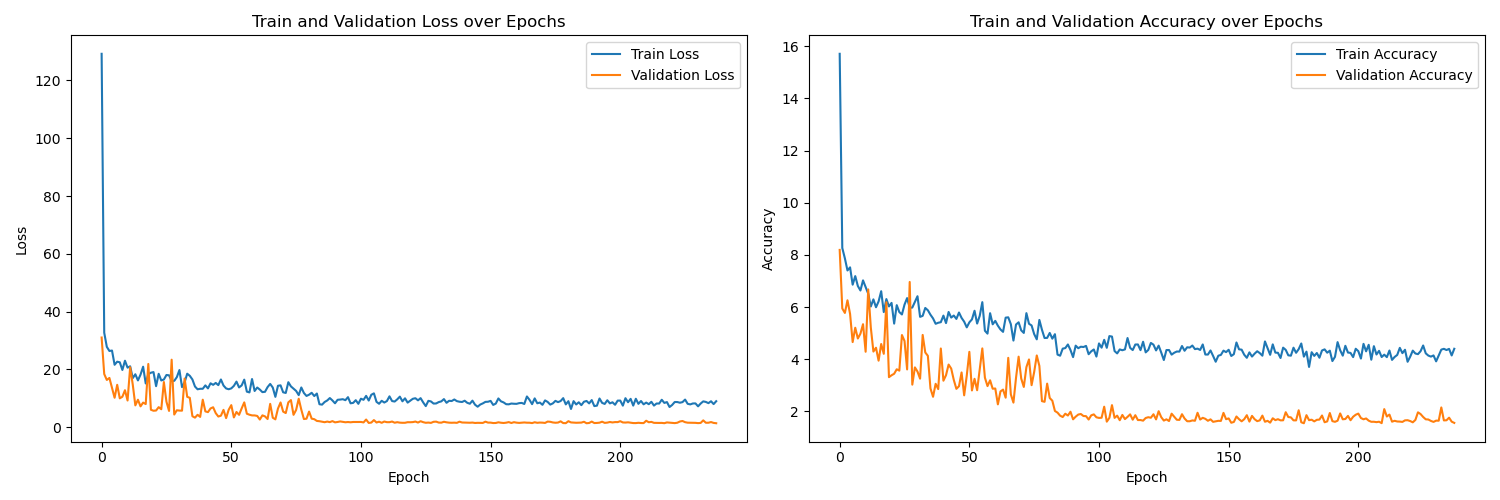 Train and Validation Loss over Epochs
Train Loss
Validation Loss
120
100
80
60
40
20
0
Loss
0 50 100 150 200
Epoch
Train and Validation Accuracy over Epochs
Train Accuracy
Validation Accuracy
16
14
12
10
8
6
4
2
Accuracy
0 50 100 150 200
Epoch